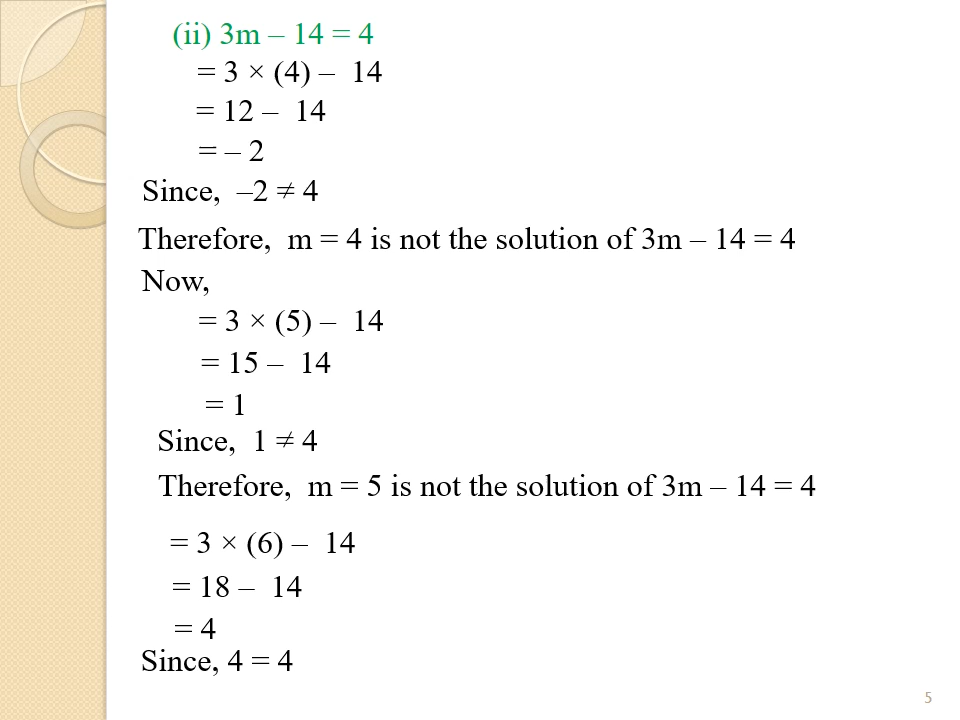 (ii) 3m – 14 = 4
= 3 × (4) – 14
= 12 – 14
= – 2
Since, –2 ≠ 4
Therefore, m = 4 is not the solution of 3m – 14 = 4
Now,
= 3 × (5) – 14
= 15 – 14
= 1
Since, 1 ≠ 4
Therefore, m = 5 is not the solution of 3m – 14 = 4
= 3 × (6) – 14
= 18 – 14
= 4
Since, 4 = 4
5